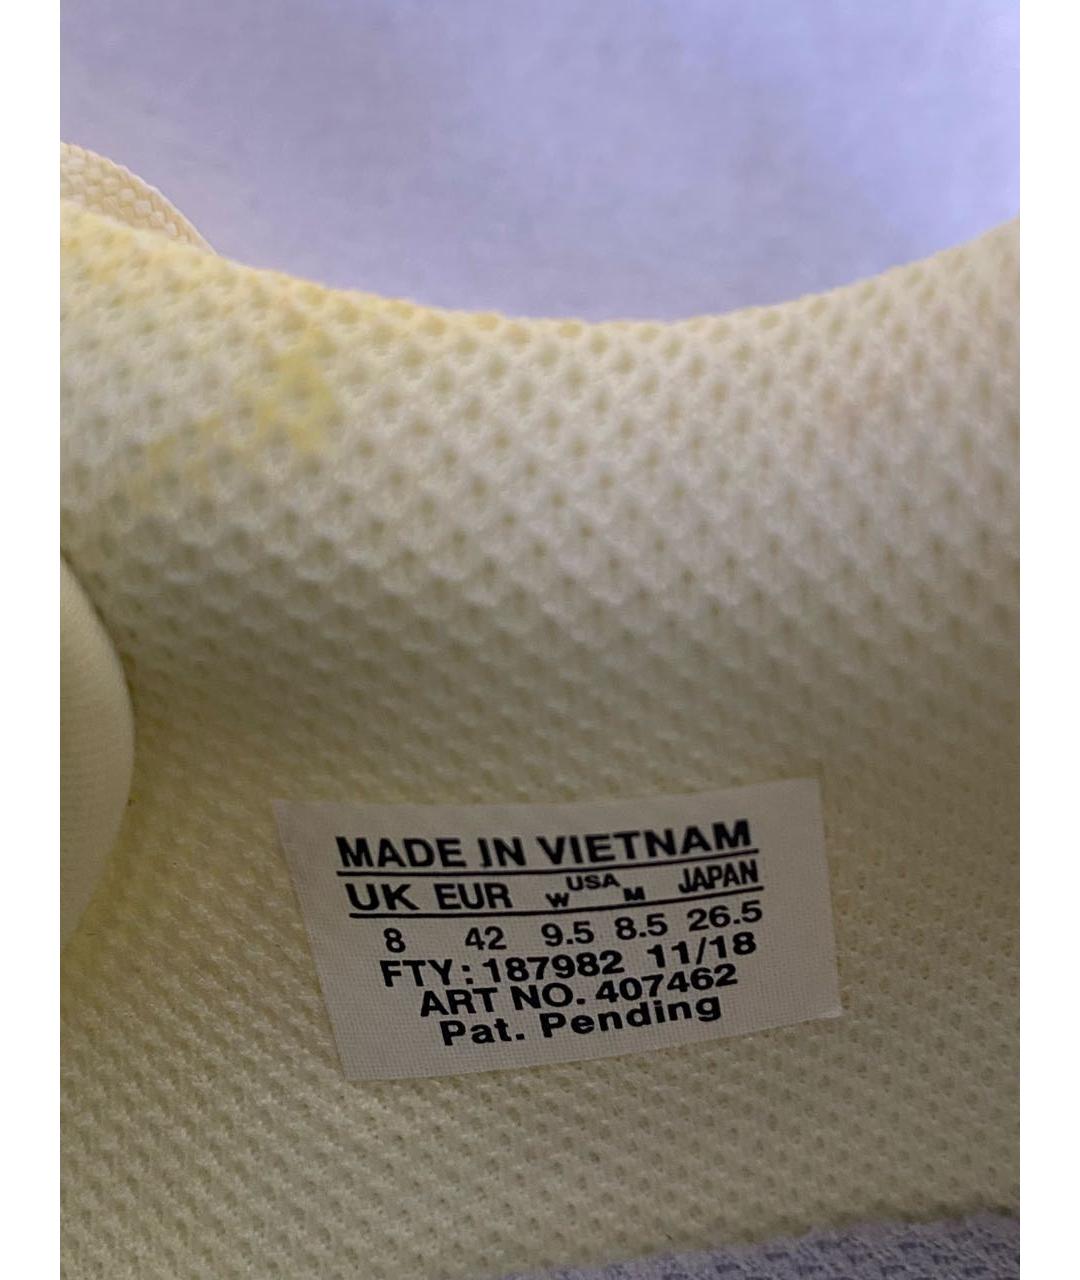 MADE IN VIETNAM
UK EUR W USA M JAPAN
8 42 9.5 8.5 26.5
FTY: 187982 11/18
ART NO. 407462
Pat. Pending